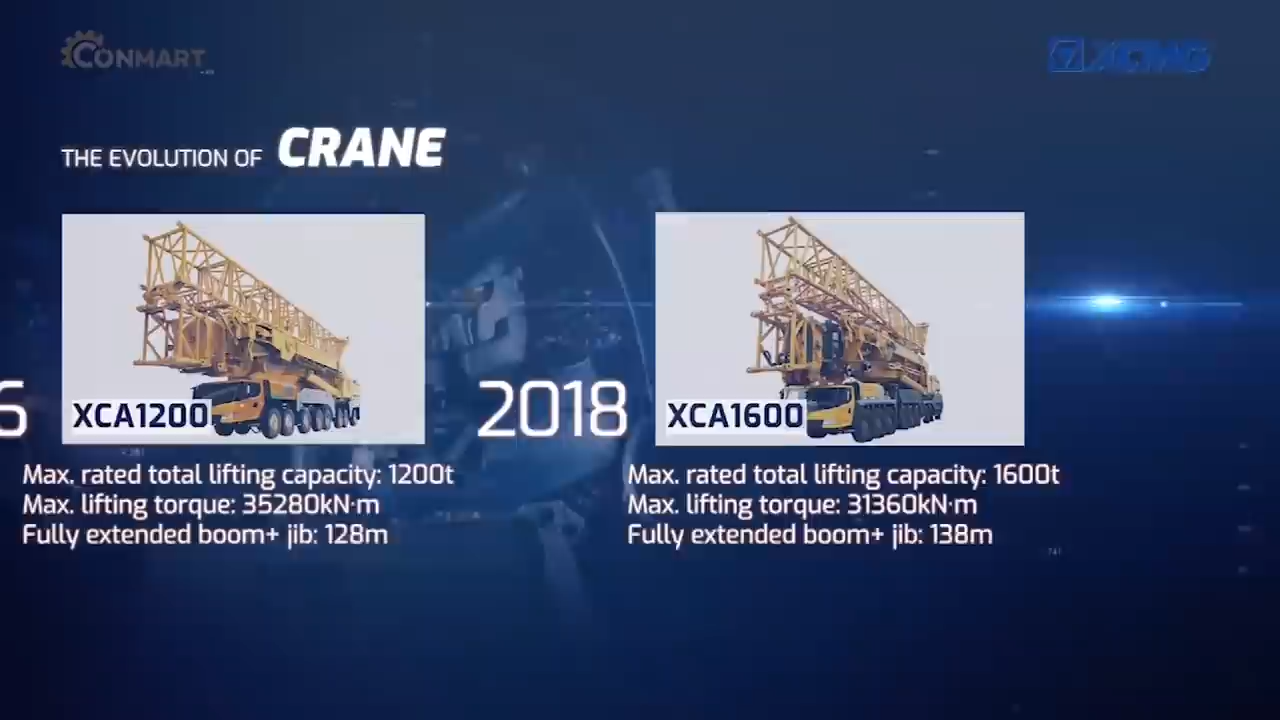 CONMART
XCMG
THE EVOLUTION OF CRANE
6
XCA1200
2018
XCA1600
Max. rated total lifting capacity: 1200t
Max. lifting torque: 35280kN·m
Fully extended boom+ jib: 128m
Max. rated total lifting capacity: 1600t
Max. lifting torque: 31360kN·m
Fully extended boom+ jib: 138m